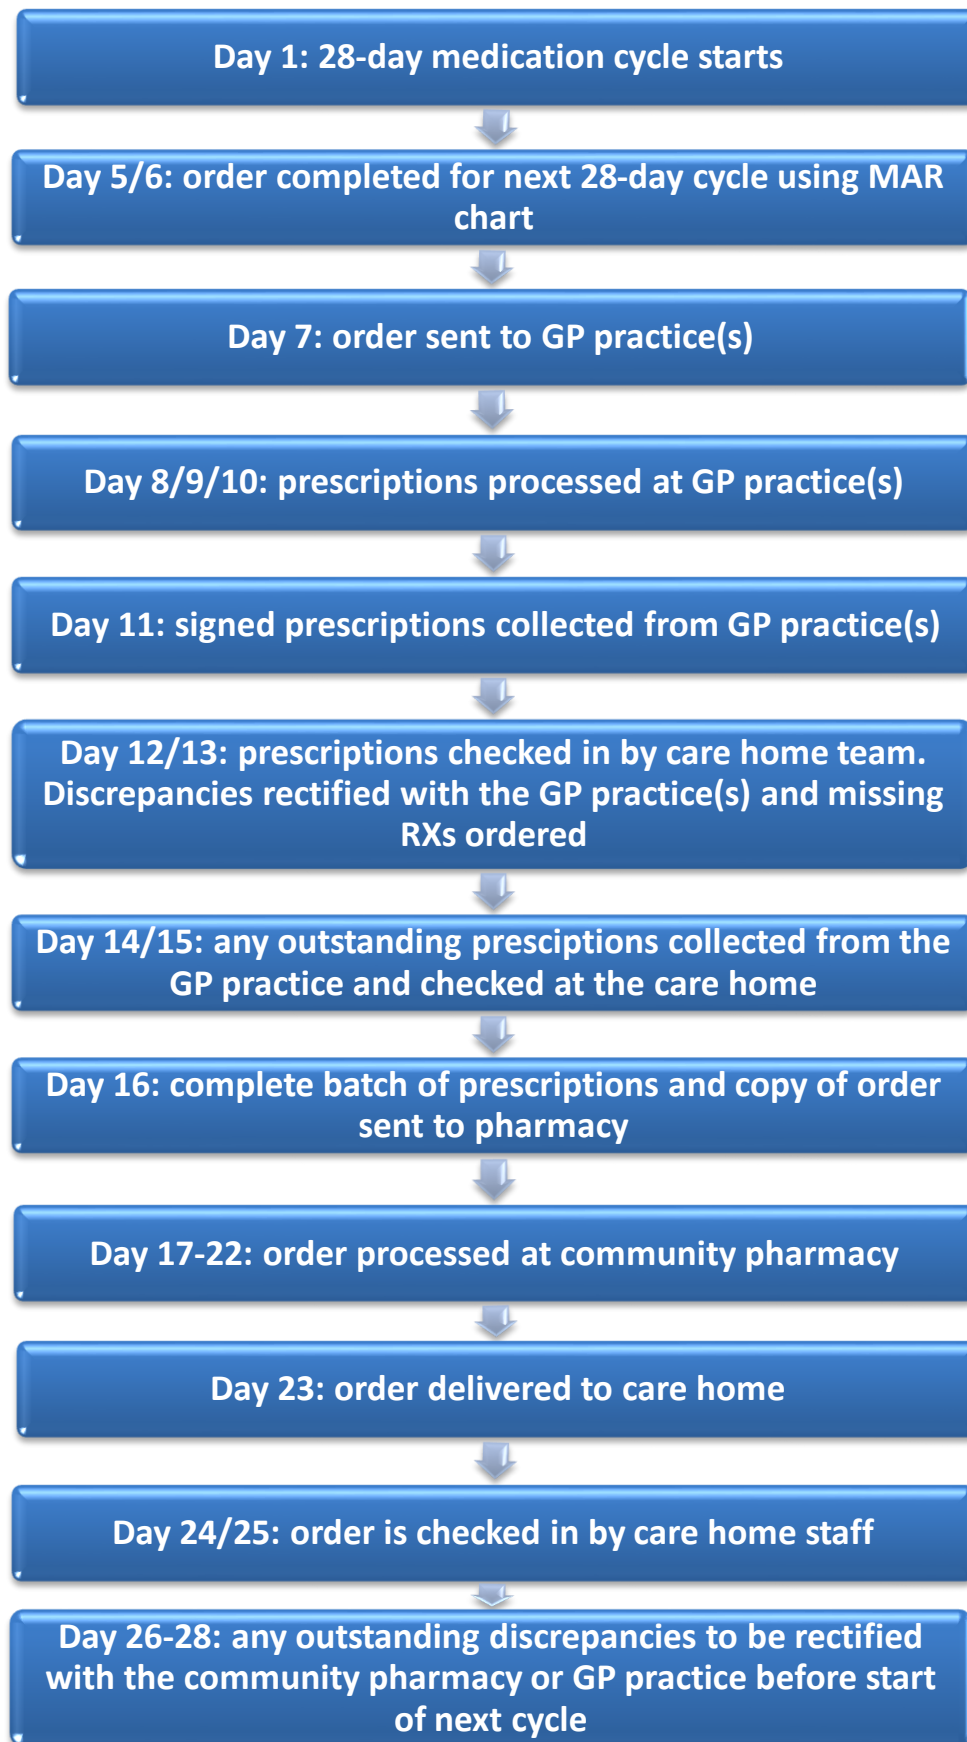 Day 1: 28-day medication cycle starts
Day 5/6: order completed for next 28-day cycle using MAR
chart
Day 7: order sent to GP practice(s)
Day 8/9/10: prescriptions processed at GP practice(s)
Day 11: signed prescriptions collected from GP practice(s)
Day 12/13: prescriptions checked in by care home team.
Discrepancies rectified with the GP practice(s) and missing
RXs ordered
Day 14/15: any outstanding presciptions collected from the
GP practice and checked at the care home
Day 16: complete batch of prescriptions and copy of order
sent to pharmacy
Day 17-22: order processed at community pharmacy
Day 23: order delivered to care home
Day 24/25: order is checked in by care home staff
Day 26-28: any outstanding discrepancies to be rectified
with the community pharmacy or GP practice before start
of next cycle